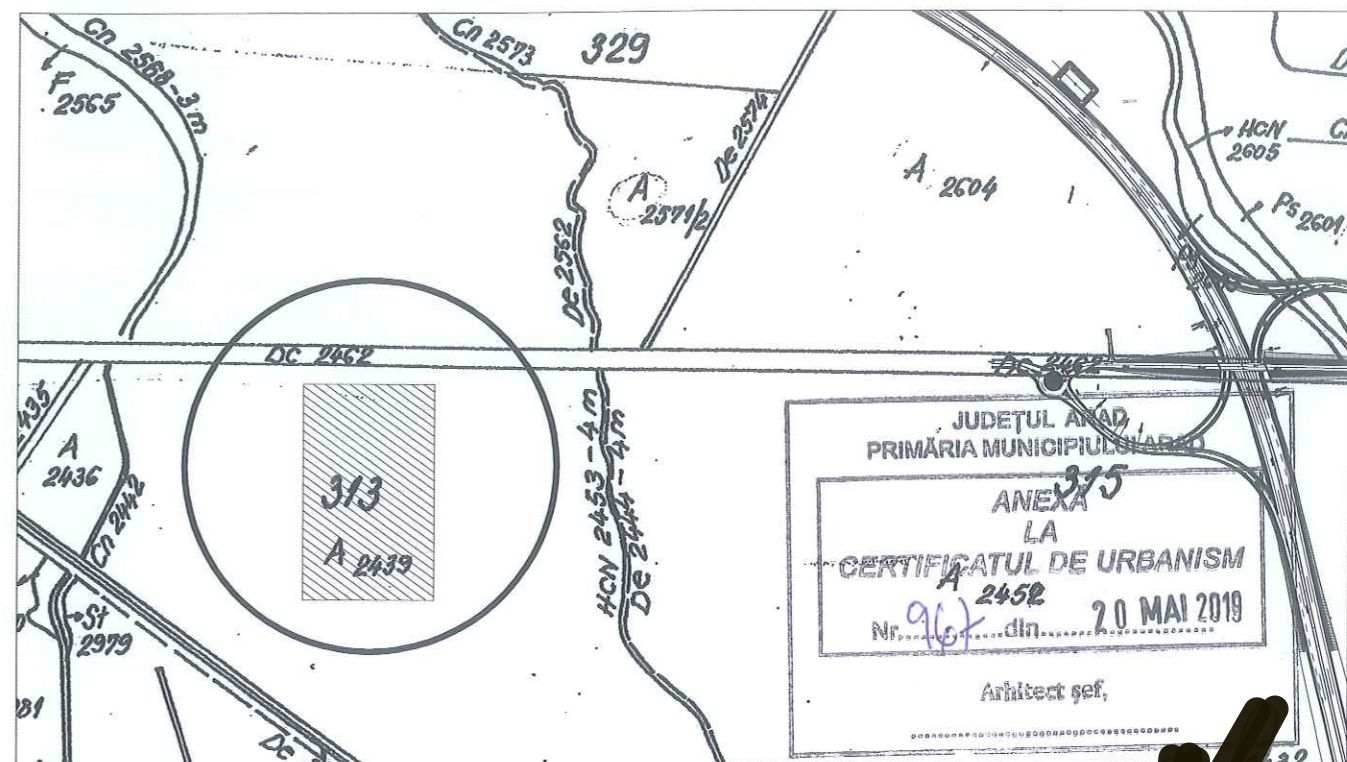 Cn 2568-3m
F
2565
Cn 2573
329
De 2574
A
2571/2
De 2562
A 2604
HCN
2605
Ps 2601
DC 2462
2435
A
2436
Cn 2442
313
A 2439
HCN 2453-4m
De 2444-4m
St
2979
De
JUDEȚUL ARAD
PRIMĂRIA MUNICIPIULUI ARAD
315
ANEXĂ
LA
CERTIFICATUL DE URBANISM
A
2452
Nr. 967 din 20 MAI 2019
Arhitect șef,